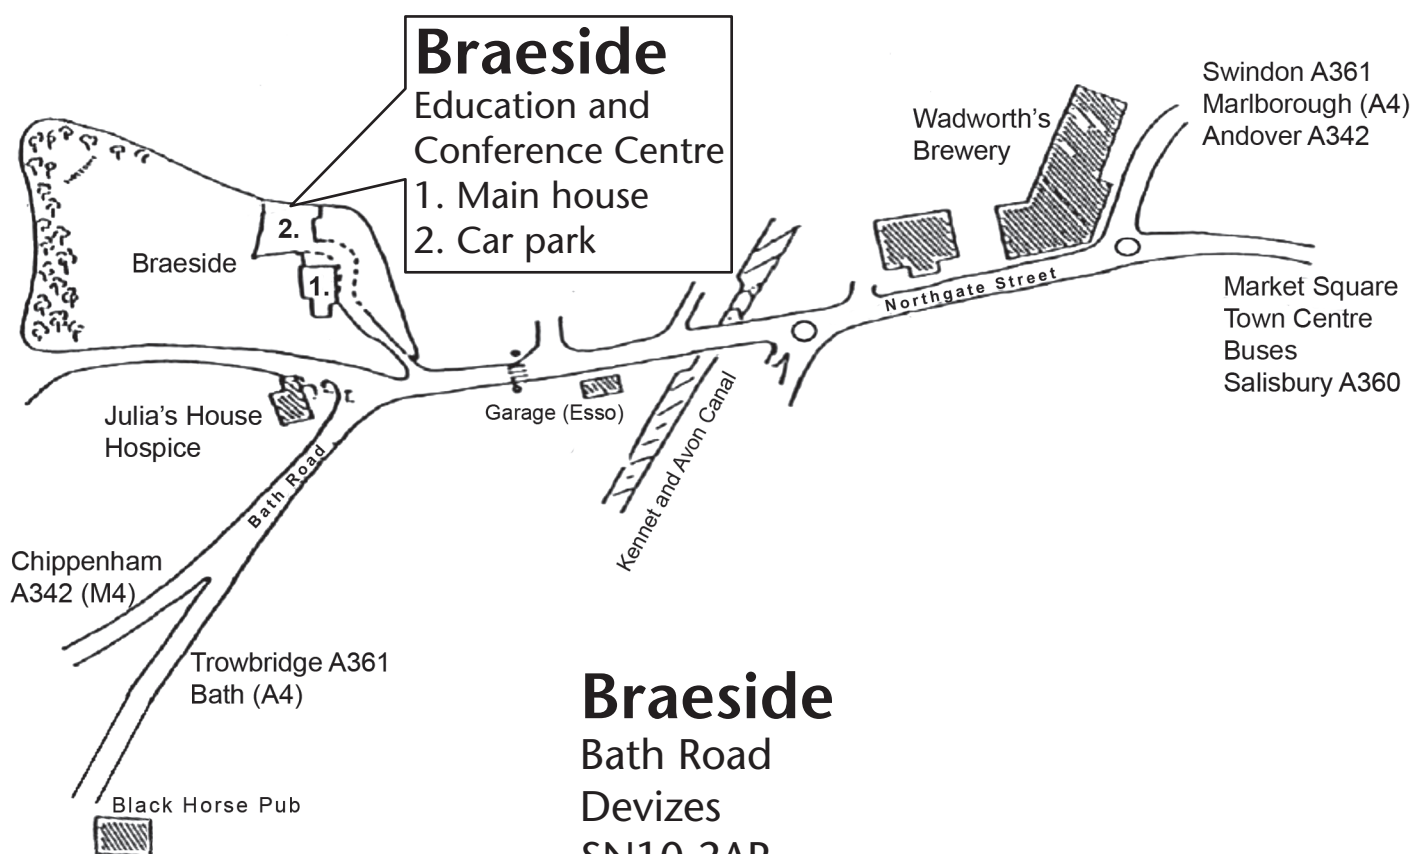 Braeside
Education and
Conference Centre
1. Main house
2. Car park
Swindon A361
Marlborough (A4)
Andover A342
Wadworth's
Brewery
2.
Braeside
1.
Northgate Street
Market Square
Town Centre
Buses
Salisbury A360
Julia's House
Hospice
Garage (Esso)
Kennet and Avon Canal
Bath Road
Chippenham
A342 (M4)
Trowbridge A361
Bath (A4)
Black Horse Pub
Braeside
Bath Road
Devizes
SN10 2AP